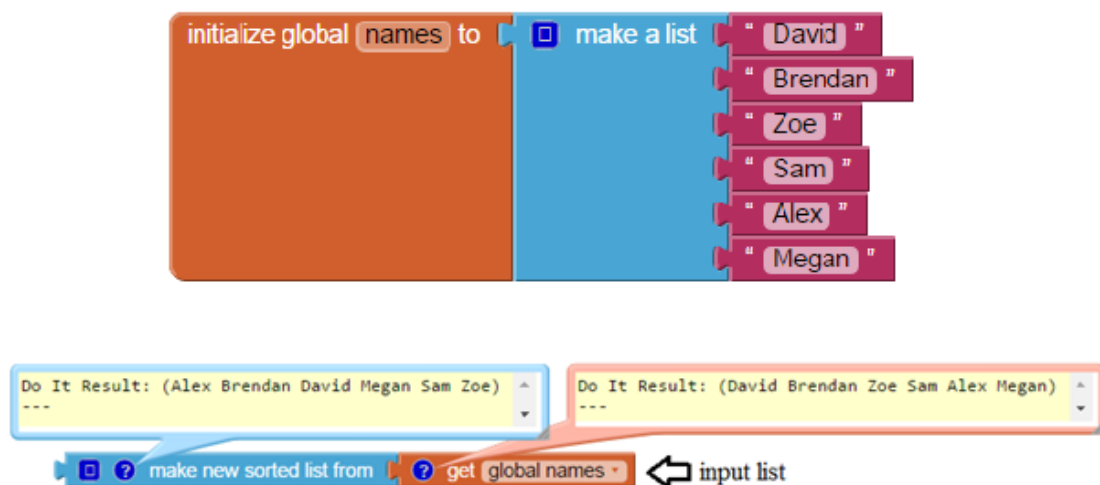 initialize global names to make a list " David "
" Brendan "
" Zoe "
" Sam "
" Alex "
" Megan "
Do It Result: (Alex Brendan David Megan Sam Zoe)
---
Do It Result: (David Brendan Zoe Sam Alex Megan)
---
? make new sorted list from ? get global names input list